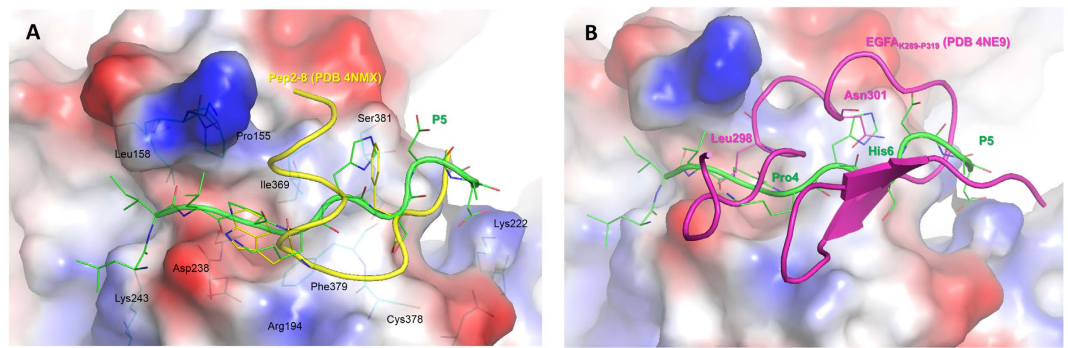 A
Pep2-8 (PDB 4NMX)
Ser381
P5
Pro155
Leu158
Ile369
Lys222
Asp238
Lys243
Phe379
Arg194
Cys378
B
EGFA K269-P319 (PDB 4NE9)
Asn301
Leu298
His6
P5
Pro4